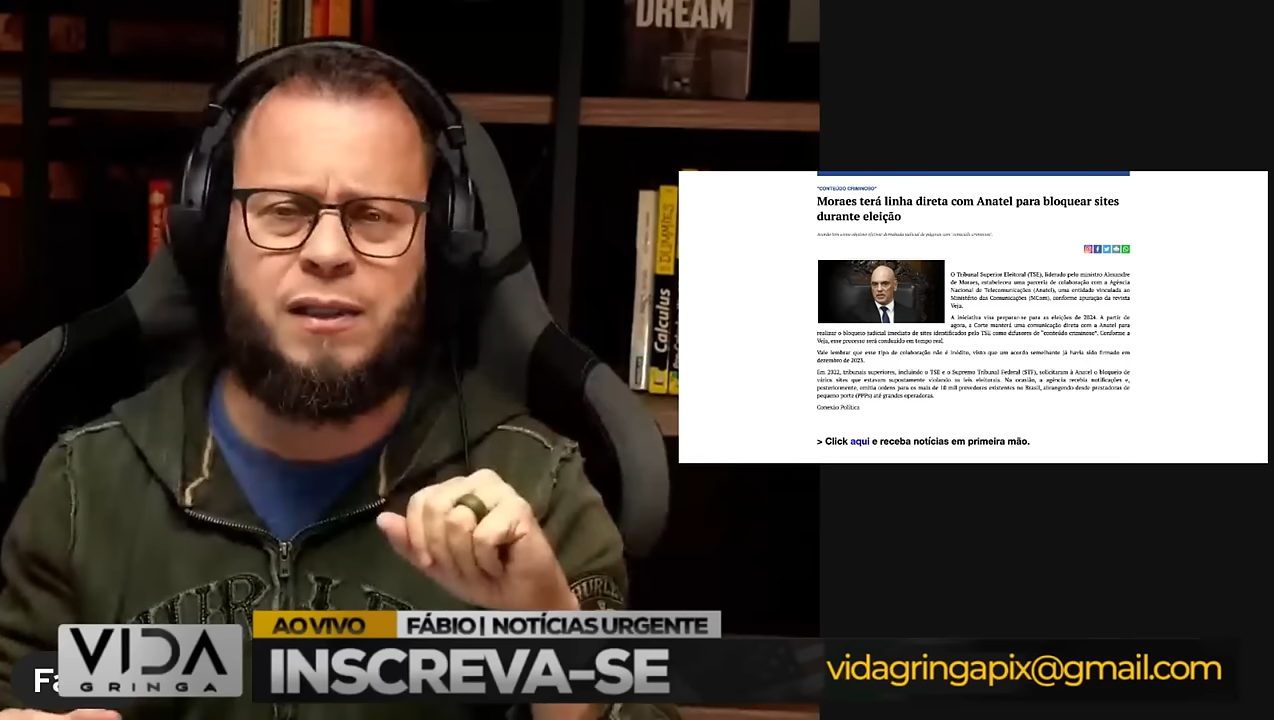 DREAM
DUMMIES
Calculus
"CONTEÚDO CRIMINOSO"
Moraes terá linha direta com Anatel para bloquear sites
durante eleição
O Tribunal Superior Eleitoral (TSE), liderado pelo ministro Alexandre
de Moraes, estabeleceu uma parceria de colaboração com a Agência
Nacional de Telecomunicações (Anatel), uma entidade vinculada ao
Ministério das Comunicações (MCom), conforme apuração da revista
Veja.
A iniciativa visa preparar-se para as eleições de 2024. A partir de
agora, a Corte manterá uma comunicação direta com a Anatel para
realizar o bloqueio judicial imediato de sites identificados pelo TSE, como difusores de "conteúdo criminoso". Conforme a
Veja, esse processo será conduzido em tempo real.
Vale lembrar que esse tipo de colaboração não é inédito, visto que um acordo semelhante já havia sido firmado em
dezembro de 2023.
Em 2022, tribunais superiores, incluindo o TSE e o Supremo Tribunal Federal (STF), solicitaram à Anatel o bloqueio de
vários sites que estavam supostamente violando as leis eleitorais. Na ocasião, a agência recebia notificações e,
posteriormente, emitia ordens para os mais de 18 mil provedores existentes no Brasil, abrangendo desde prestadoras de
pequeno porte (PPPs) até grandes operadoras.
Conexão Política
> Click aqui e receba notícias em primeira mão.
AO VIVO FÁBIO | NOTÍCIAS URGENTE
VIDA
GRINGA
INSCREVA-SE
vidagringapix@gmail.com